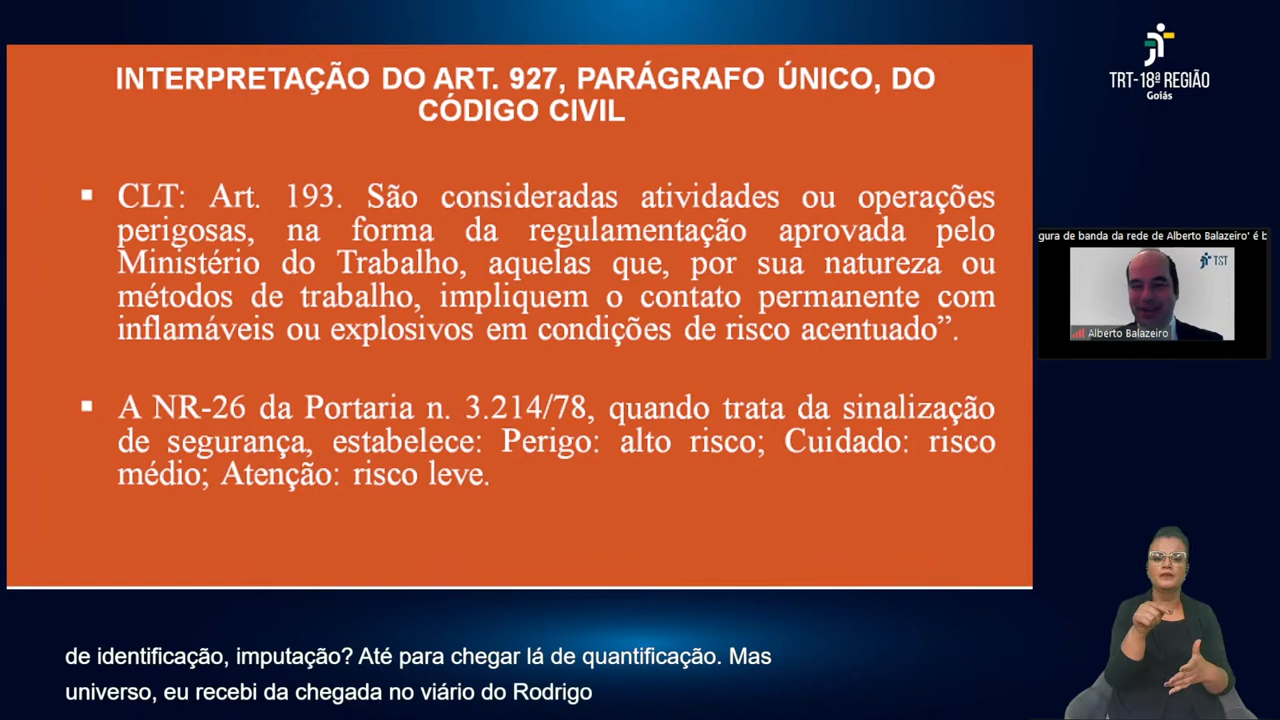 INTERPRETAÇÃO DO ART. 927, PARÁGRAFO ÚNICO, DO
CÓDIGO CIVIL
▪ CLT: Art. 193. São consideradas atividades ou operações
perigosas, na forma da regulamentação aprovada pelo
Ministério do Trabalho, aquelas que, por sua natureza ou
métodos de trabalho, impliquem o contato permanente com
inflamáveis ou explosivos em condições de risco acentuado”.
▪ A NR-26 da Portaria n. 3.214/78, quando trata da sinalização
de segurança, estabelece: Perigo: alto risco; Cuidado: risco
médio; Atenção: risco leve.
TRT-18ª REGIÃO
Goiás
gura de banda da rede de Alberto Balazeiro' é b
TST
Alberto Balazeiro
de identificação, imputação? Até para chegar lá de quantificação. Mas
universo, eu recebi da chegada no viário do Rodrigo